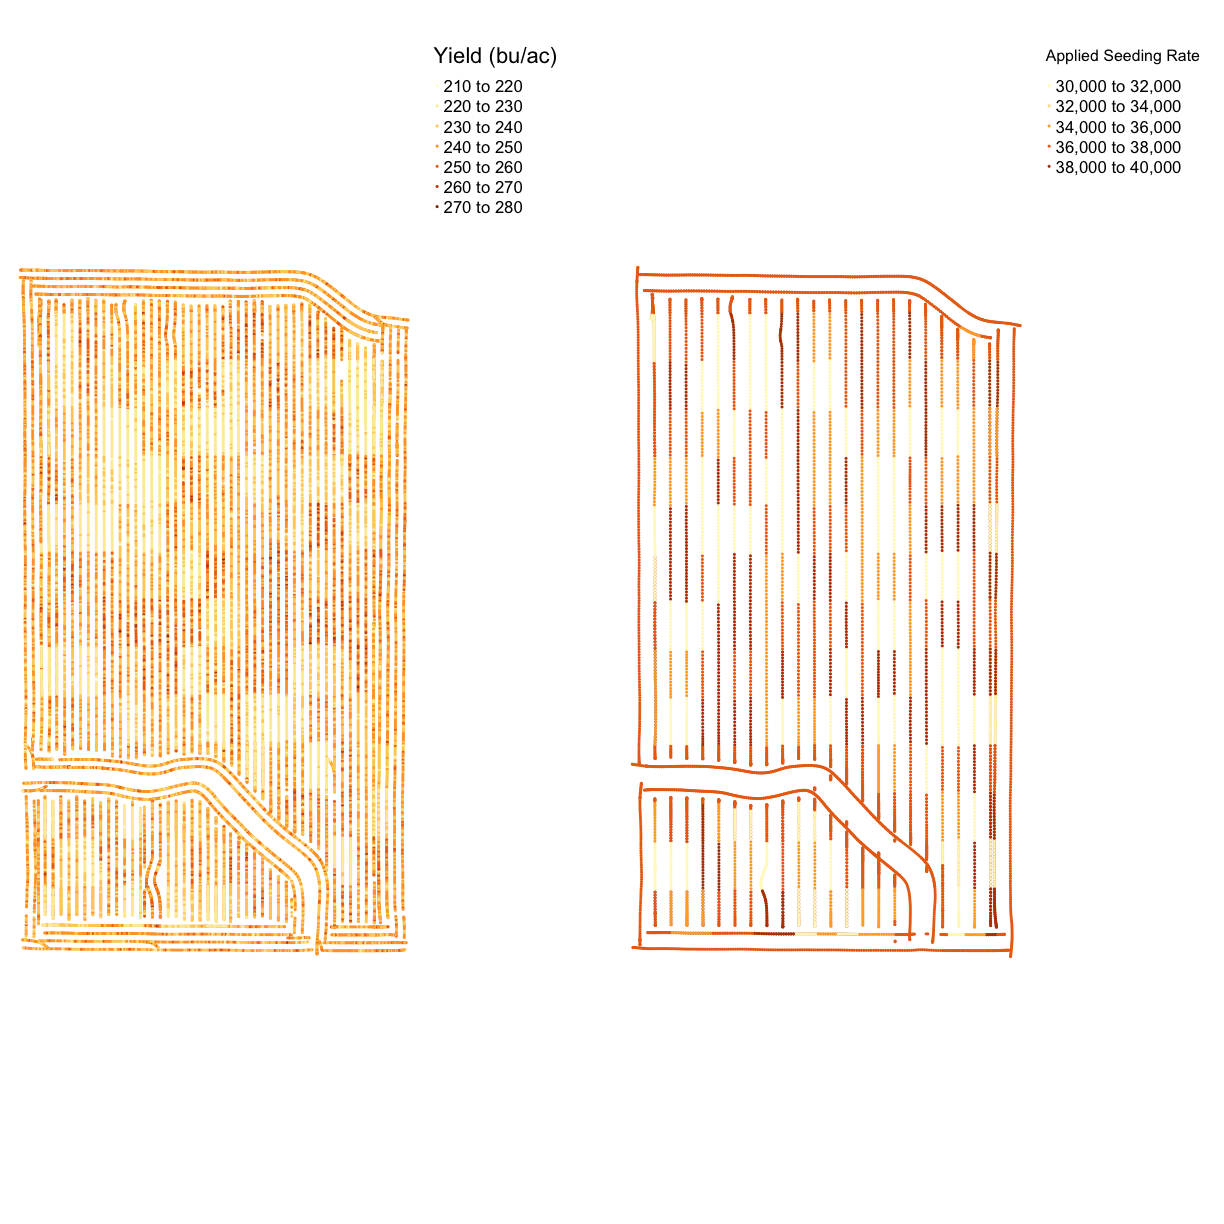 Yield (bu/ac)
210 to 220
220 to 230
230 to 240
240 to 250
250 to 260
260 to 270
270 to 280
Applied Seeding Rate
30,000 to 32,000
32,000 to 34,000
34,000 to 36,000
36,000 to 38,000
38,000 to 40,000